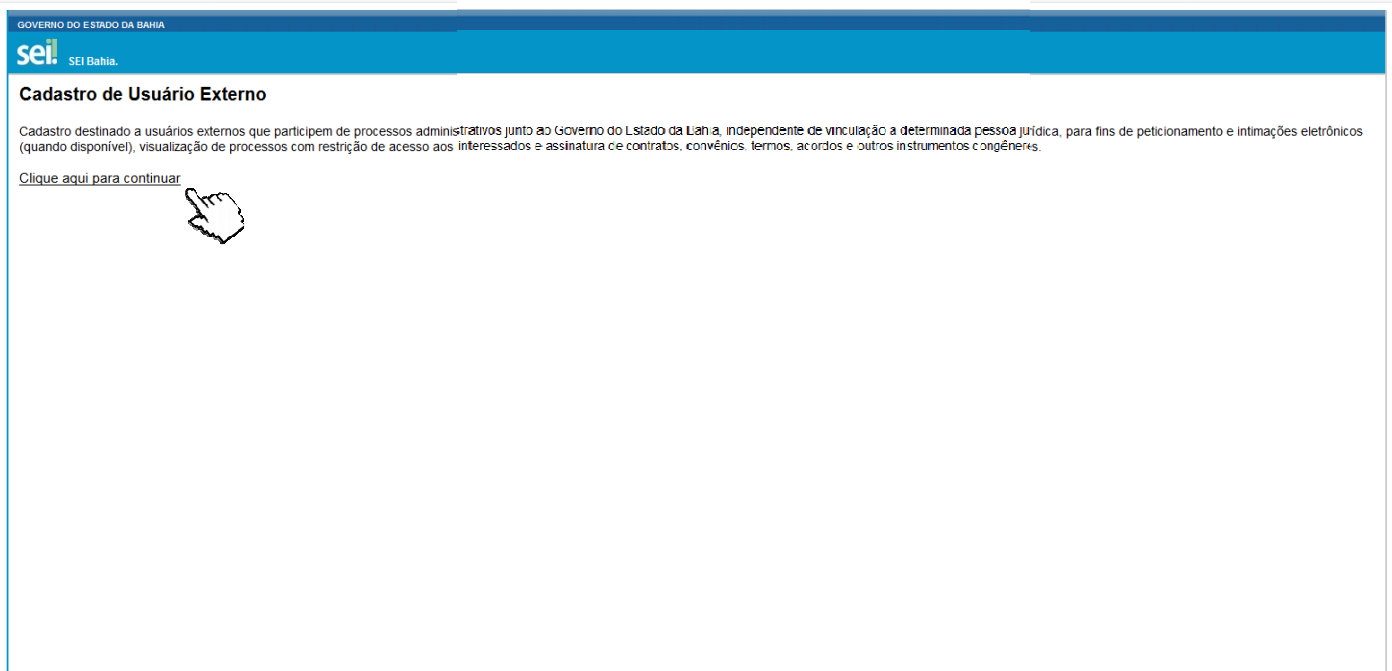 GOVERNO DO ESTADO DA BAHIA
sei! SEI Bahia.
Cadastro de Usuário Externo
Cadastro destinado a usuários externos que participem de processos administrativos junto ao Governo do Estado da Bahia, independente de vinculação a determinada pessoa jurídica, para fins de peticionamento e intimações eletrônicos
(quando disponível), visualização de processos com restrição de acesso aos interessados e assinatura de contratos, convênios, termos, acordos e outros instrumentos congêneres.
Clique aqui para continuar